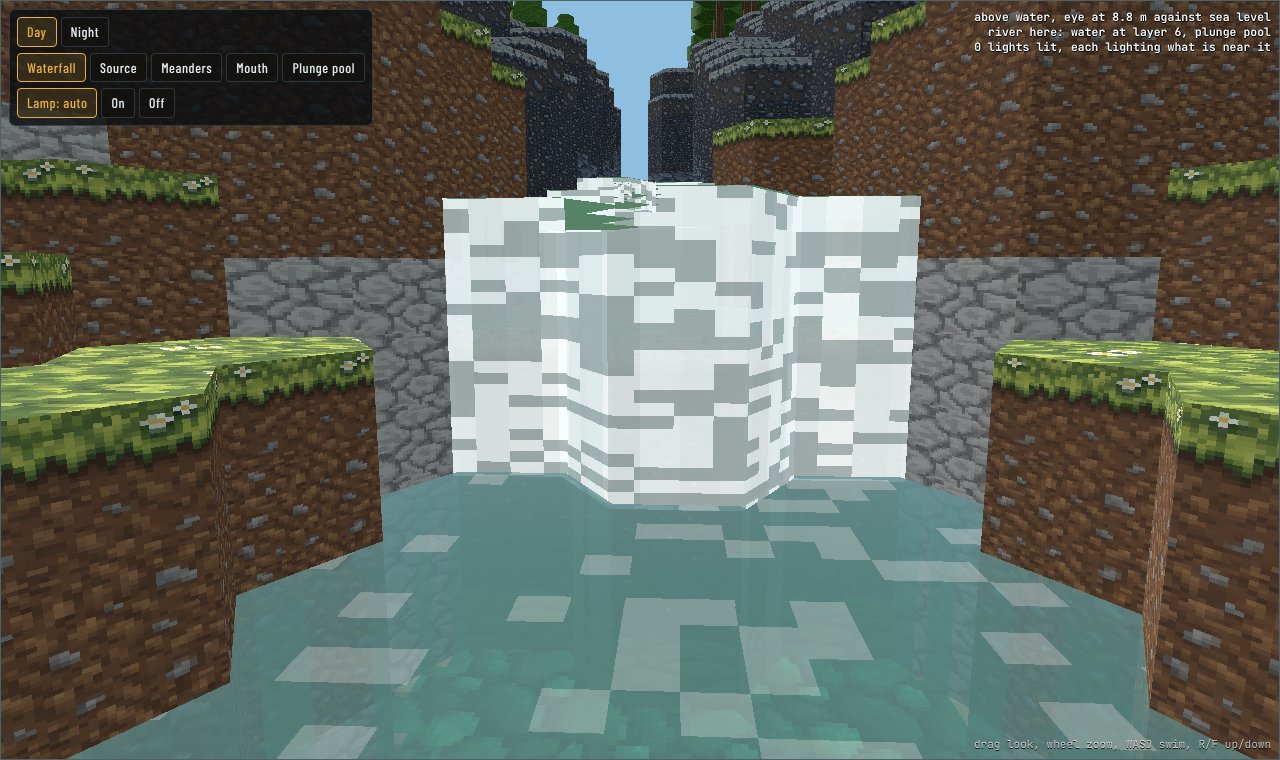 Day Night
Waterfall Source Meanders Mouth Plunge pool
Lamp: auto On Off
above water, eye at 8.8 m against sea level
river here: water at layer 6, plunge pool
0 lights lit, each lighting what is near it
drag look, wheel zoom, WASD swim, R/F up/down